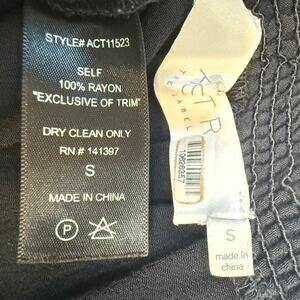 STYLE# ACT11523
SELF
100% RAYON
"EXCLUSIVE OF TRIM"
DRY CLEAN ONLY
RN # 141397
S
MADE IN
CHINA
P
10628357
S
made in
china